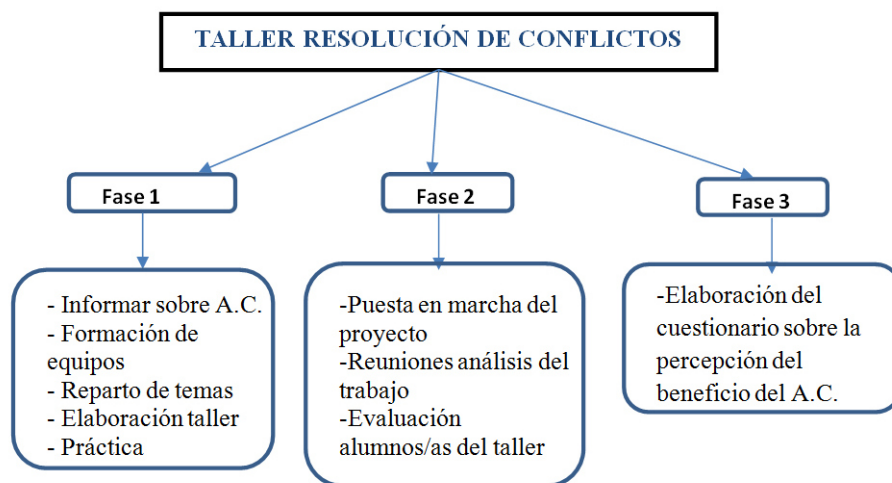 TALLER RESOLUCIÓN DE CONFLICTOS
Fase 1
Fase 2
Fase 3
- Informar sobre A.C.
- Formación de
equipos
- Reparto de temas
- Elaboración taller
- Práctica
-Puesta en marcha del
proyecto
-Reuniones análisis del
trabajo
-Evaluación
alumnos/as del taller
-Elaboración del
cuestionario sobre la
percepción del
beneficio del A.C.